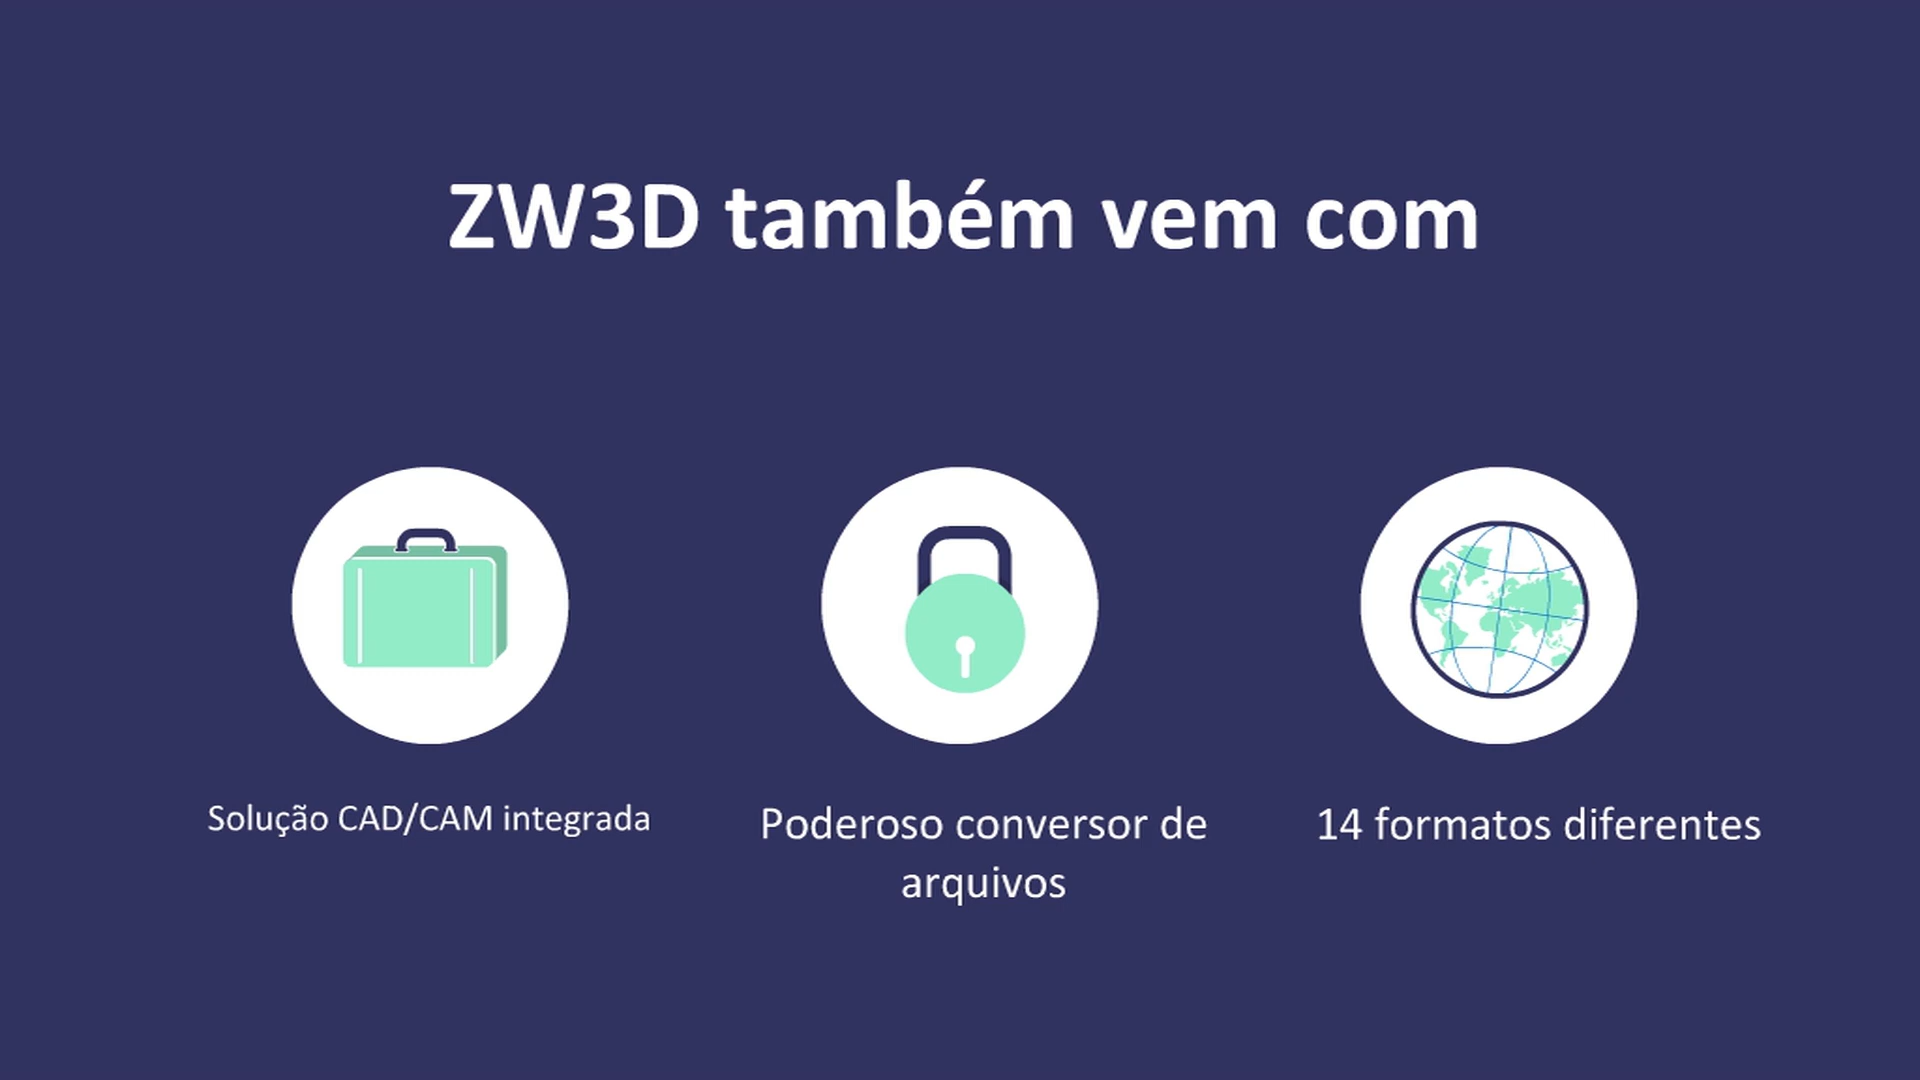 ZW3D também vem com
Solução CAD/CAM integrada
Poderoso conversor de
arquivos
14 formatos diferentes